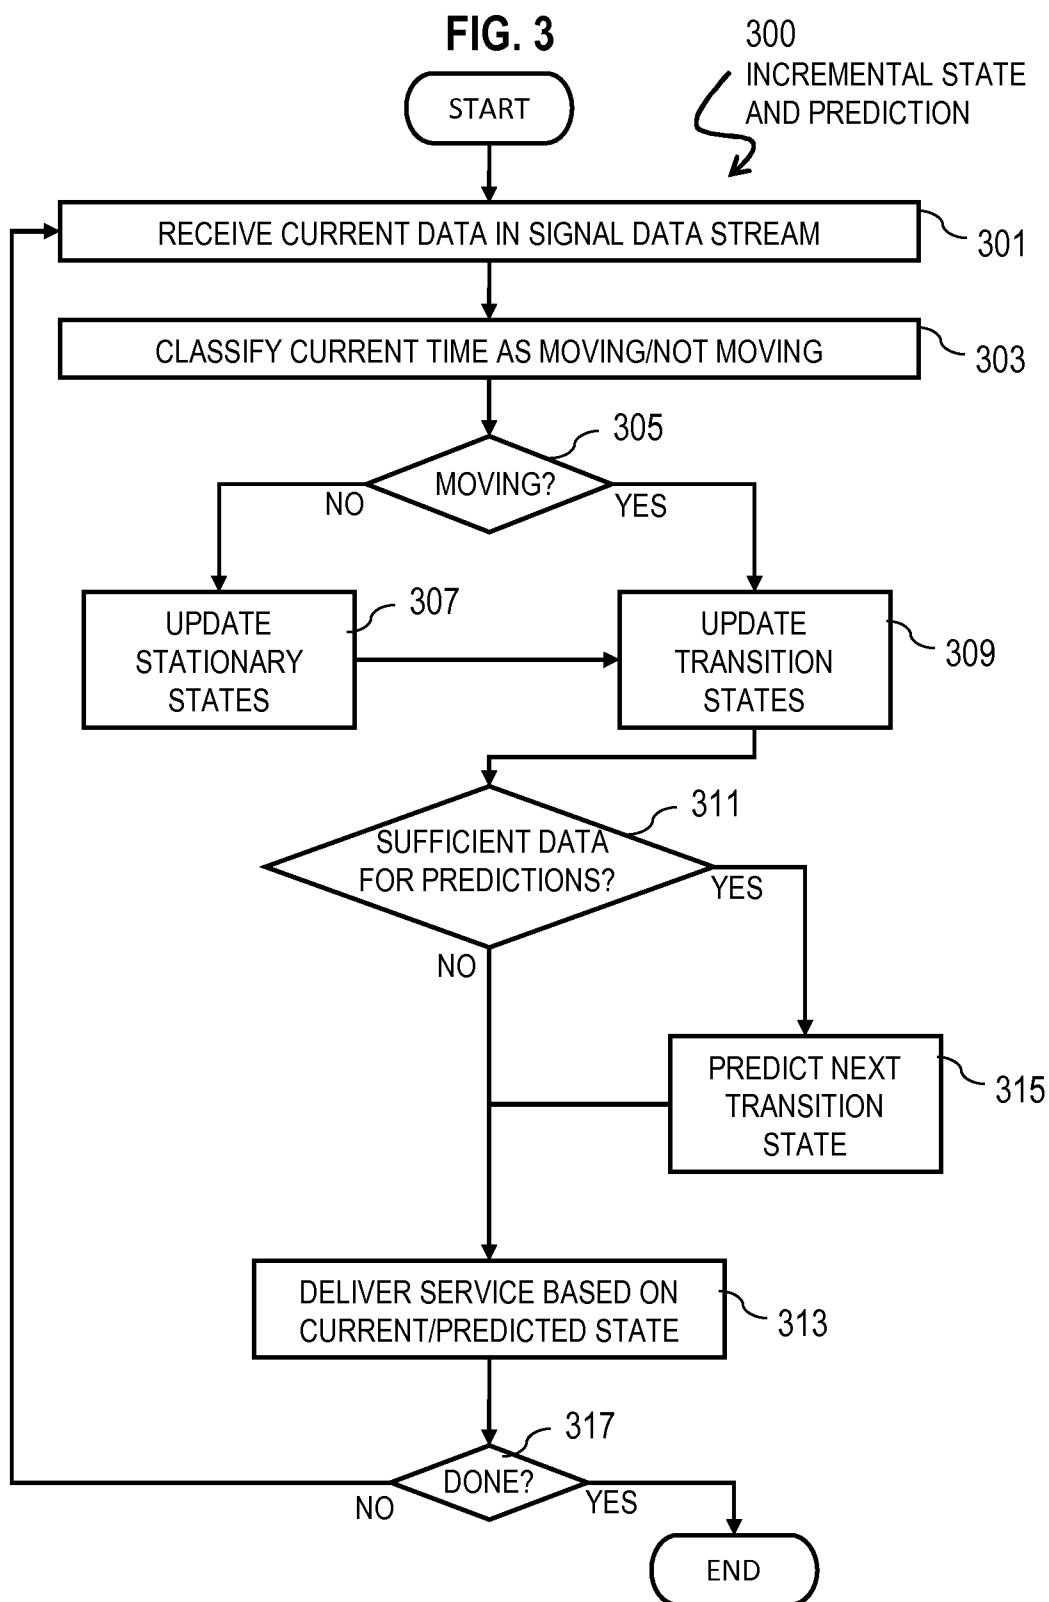 FIG. 3
300
INCREMENTAL STATE
AND PREDICTION
START
RECEIVE CURRENT DATA IN SIGNAL DATA STREAM
301
CLASSIFY CURRENT TIME AS MOVING/NOT MOVING
303
305
MOVING?
NO
YES
UPDATE
STATIONARY
STATES
307
UPDATE
TRANSITION
STATES
309
311
SUFFICIENT DATA
FOR PREDICTIONS?
YES
NO
PREDICT NEXT
TRANSITION
STATE
315
DELIVER SERVICE BASED ON
CURRENT/PREDICTED STATE
313
317
DONE?
NO
YES
END